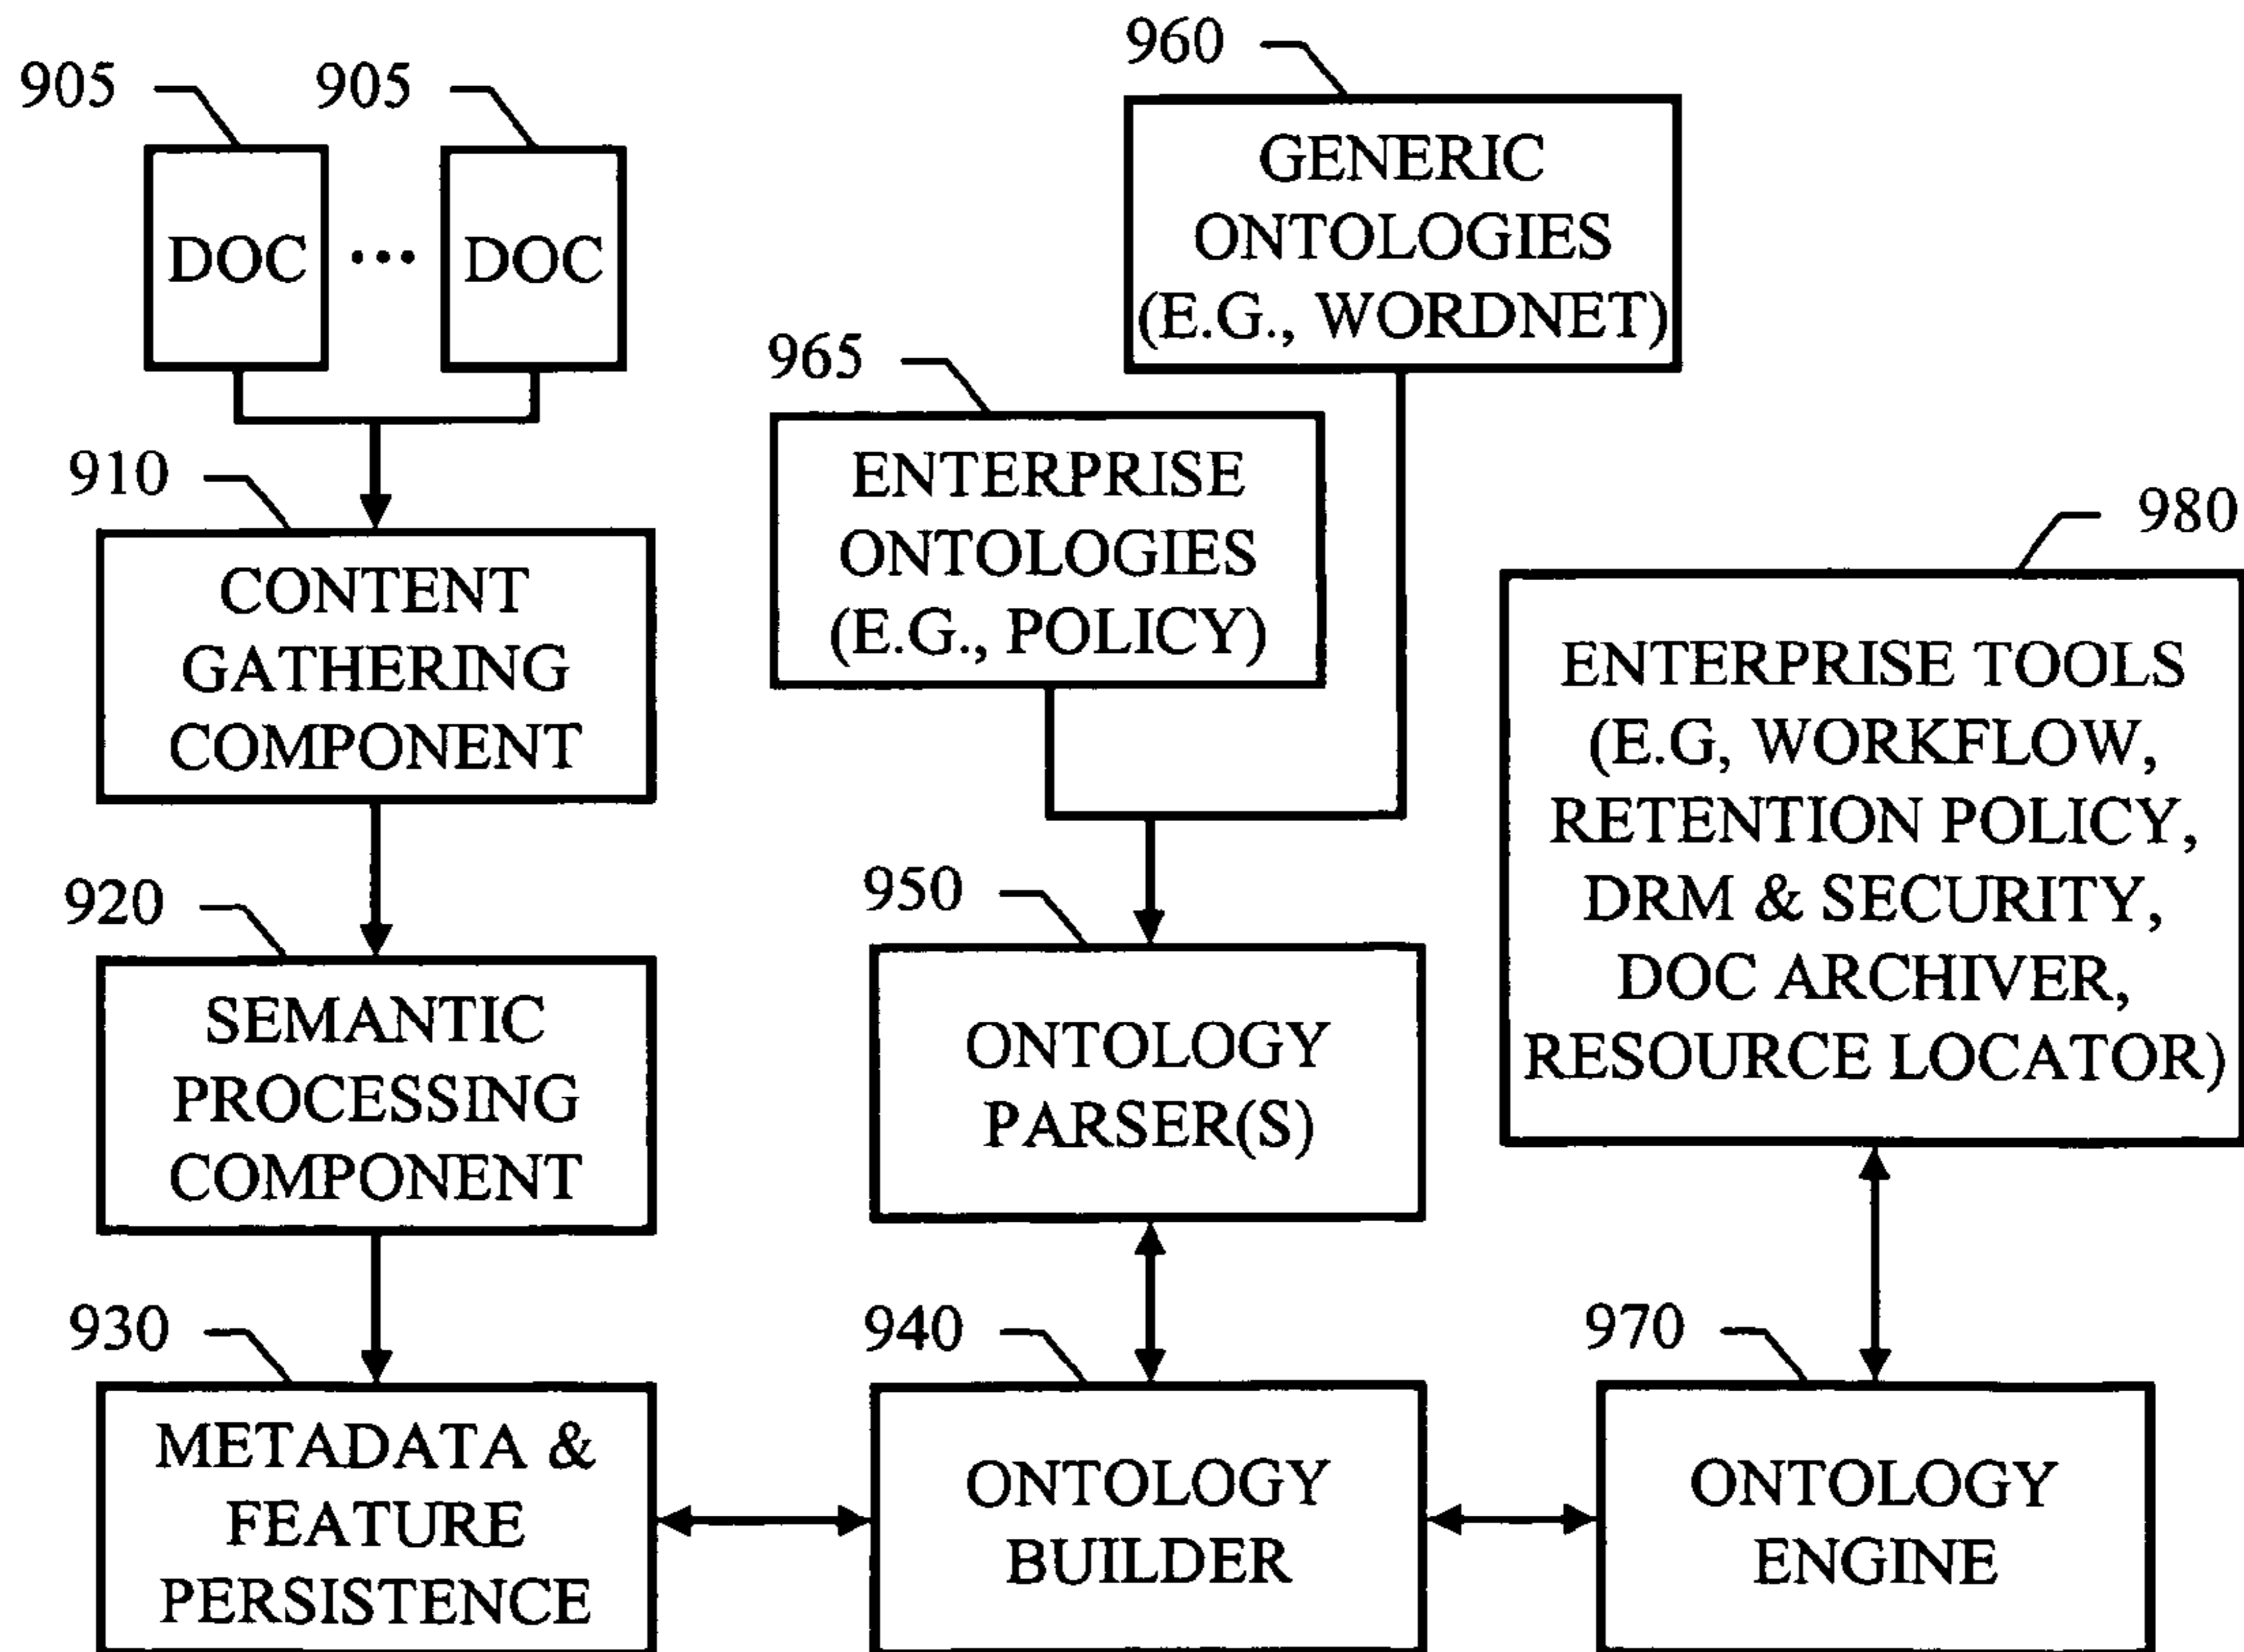 960
905
905
GENERIC
ONTOLOGIES
(E.G., WORDNET)
DOC
•••
DOC
965
910
ENTERPRISE
ONTOLOGIES
(E.G., POLICY)
980
CONTENT
GATHERING
COMPONENT
ENTERPRISE TOOLS
(E.G, WORKFLOW,
RETENTION POLICY,
DRM & SECURITY,
DOC ARCHIVER,
RESOURCE LOCATOR)
920
950
SEMANTIC
PROCESSING
COMPONENT
ONTOLOGY
PARSER(S)
930
940
970
METADATA &
FEATURE
PERSISTENCE
ONTOLOGY
BUILDER
ONTOLOGY
ENGINE